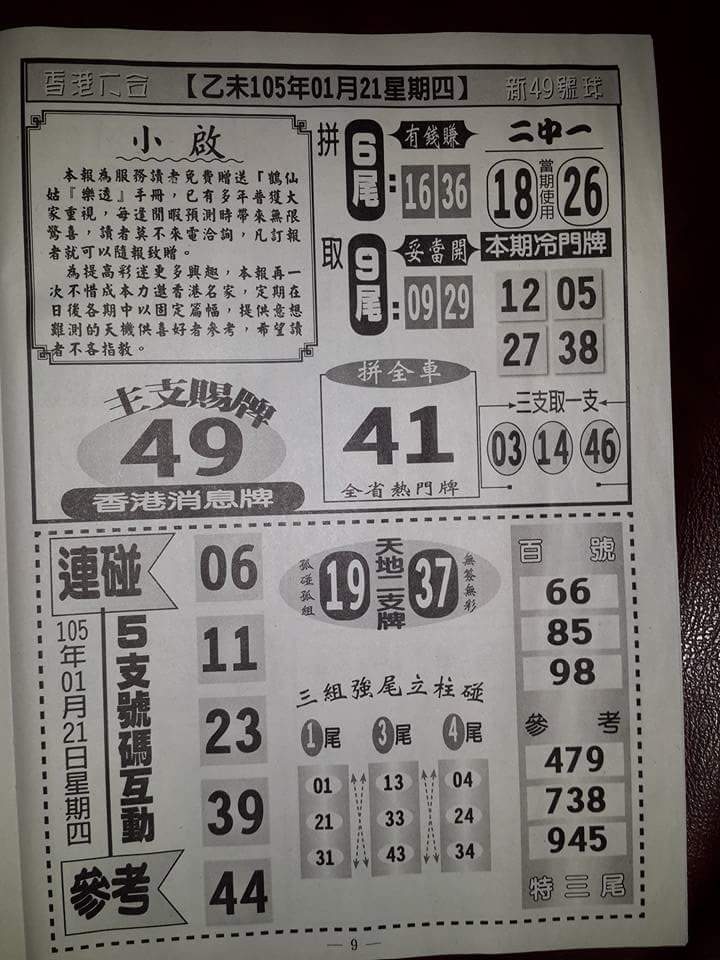 香港六合 【乙未105年01月21星期四】 新49號球
小啟
本報為服務讀者免費贈送『鶴仙
姑『樂透』手冊，已有多年普獲大
家重視，每逢閒暇預測時帶來無限
驚喜，讀者莫不來電洽詢，凡訂報
者就可以隨報致贈。
為提高彩迷更多興趣，本報再一
次不惜成本力邀香港名家，定期在
日後各期中以固定篇幅，提供意想
難測的天機供喜好者參考，希望讀
者不吝指教。
拼 6尾： 有錢賺
16 36
取 9尾： 妥當開
09 29
二中一
18 當期使用 26
本期冷門牌
12 05
27 38
主支賜牌
49
香港消息牌
拼全車
41
全省熱門牌
三支取一支
03 14 46
連碰
105年01月21日星期四
5支號碼互動
參考
06
11
23
39
44
孤碰孤組 19 天地二支牌 37 無簽無彩
三組強尾立柱碰
1尾 3尾 4尾
01 13 04
21 33 24
31 43 34
百號
66
85
98
參考
479
738
945
特三尾
— 9 —